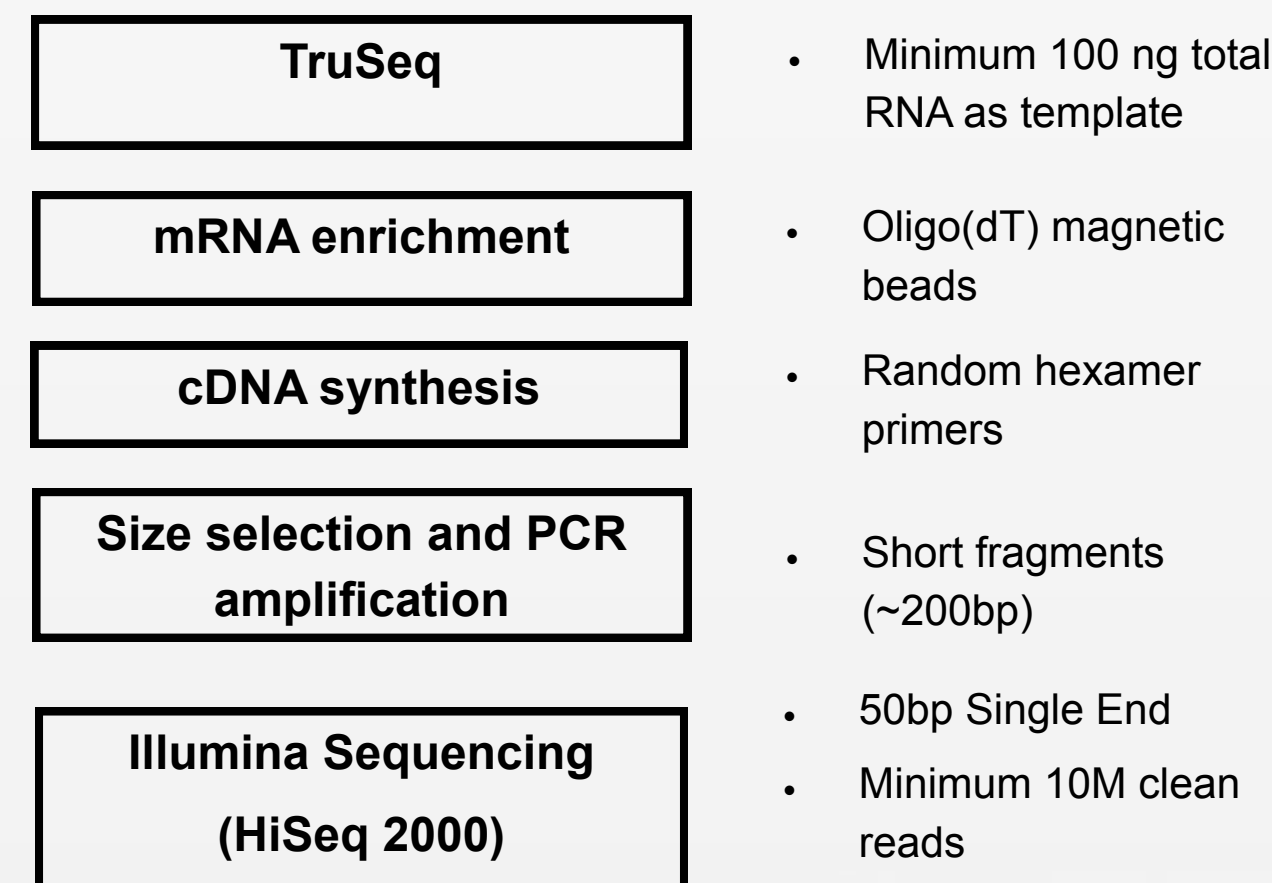 TruSeq
• Minimum 100 ng total
RNA as template
mRNA enrichment
• Oligo(dT) magnetic
beads
cDNA synthesis
• Random hexamer
primers
Size selection and PCR
amplification
• Short fragments
(~200bp)
Illumina Sequencing
(HiSeq 2000)
• 50bp Single End
• Minimum 10M clean
reads